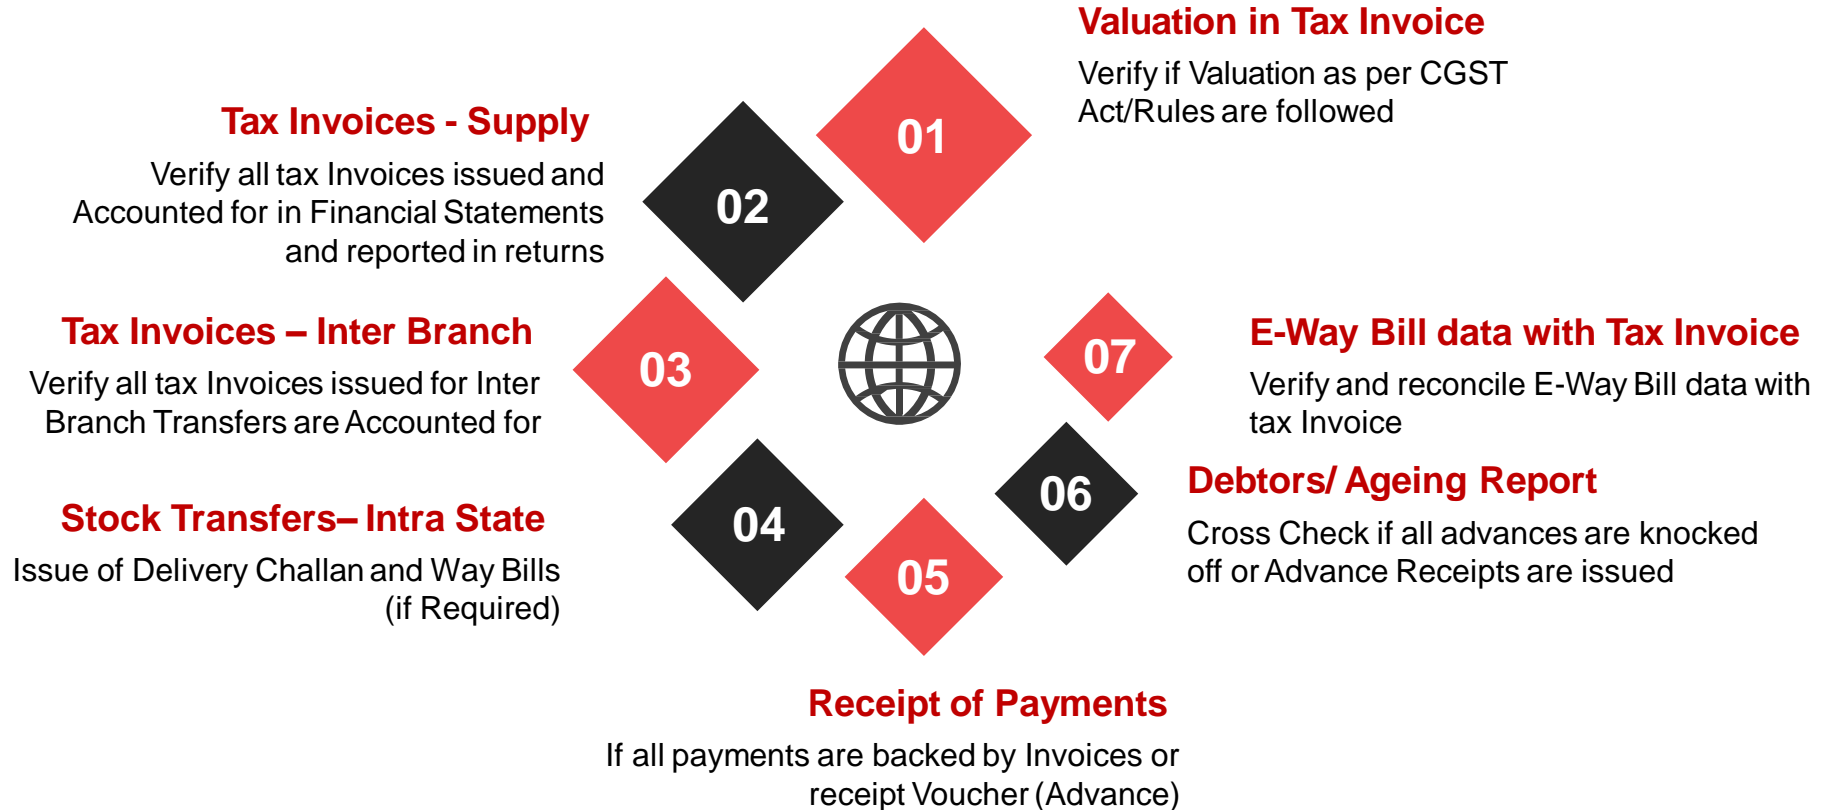 01
Valuation in Tax Invoice
Verify if Valuation as per CGST
Act/Rules are followed
02
Tax Invoices - Supply
Verify all tax Invoices issued and
Accounted for in Financial Statements
and reported in returns
03
Tax Invoices – Inter Branch
Verify all tax Invoices issued for Inter
Branch Transfers are Accounted for
04
Stock Transfers– Intra State
Issue of Delivery Challan and Way Bills
(if Required)
05
Receipt of Payments
If all payments are backed by Invoices or
receipt Voucher (Advance)
06
Debtors/ Ageing Report
Cross Check if all advances are knocked
off or Advance Receipts are issued
07
E-Way Bill data with Tax Invoice
Verify and reconcile E-Way Bill data with
tax Invoice